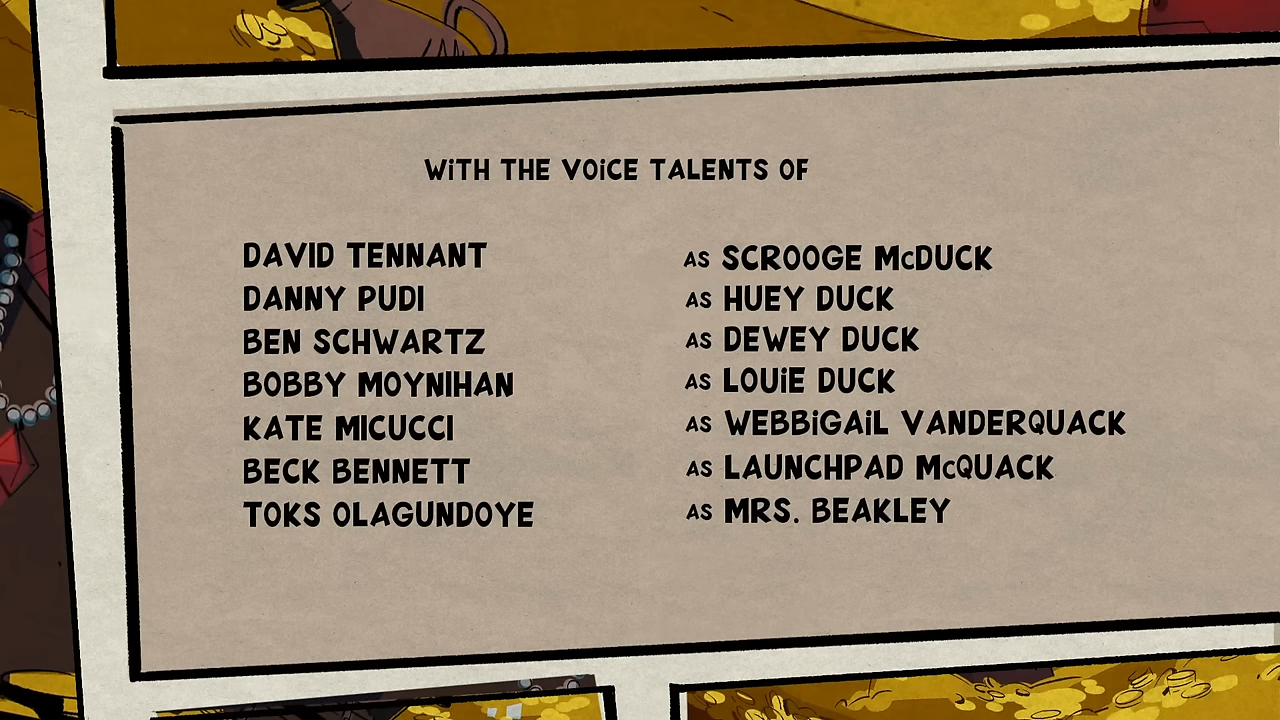 WiTH THE VOiCE TALENTS OF
DAVID TENNANT AS SCROOGE McDUCK
DANNY PUDI AS HUEY DUCK
BEN SCHWARTZ AS DEWEY DUCK
BOBBY MOYNIHAN AS LOUiE DUCK
KATE MICUCCI AS WEBBiGAiL VANDERQUACK
BECK BENNETT AS LAUNCHPAD McQUACK
TOKS OLAGUNDOYE AS MRS. BEAKLEY